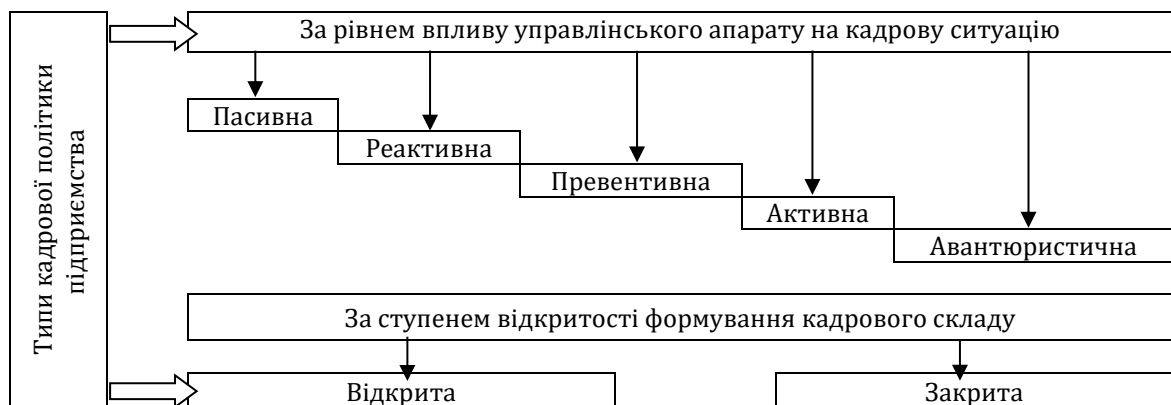 Типи кадрової політики
підприємства
За рівнем впливу управлінського апарату на кадрову ситуацію
Пасивна
Реактивна
Превентивна
Активна
Авантюристична
За ступенем відкритості формування кадрового складу
Відкрита
Закрита